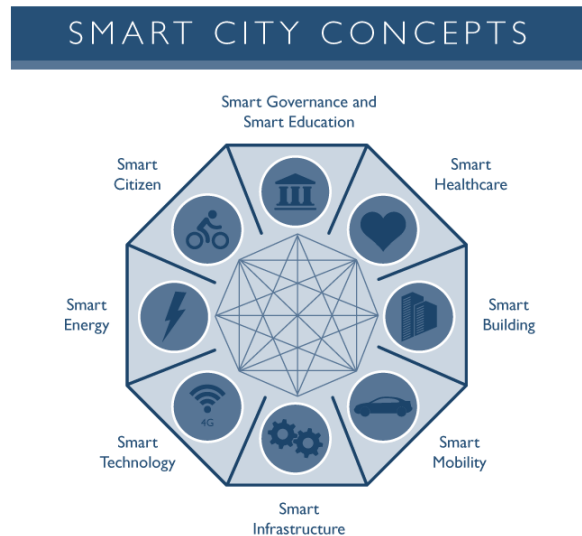 SMART CITY CONCEPTS
Smart Governance and
Smart Education
Smart
Citizen
Smart
Healthcare
Smart
Energy
Smart
Building
4G
Smart
Technology
Smart
Mobility
Smart
Infrastructure